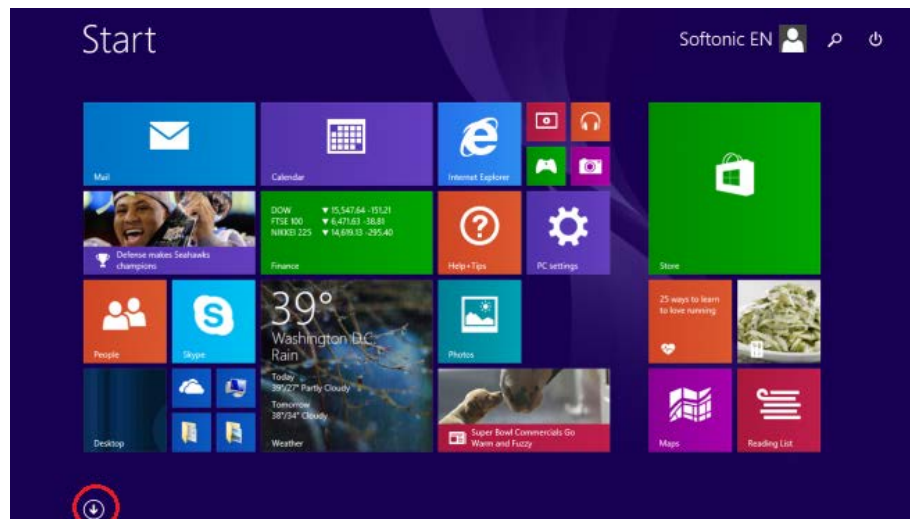 Start
Softonic EN
Mail
Calendar
Internet Explorer
Defense makes Seahawks
champions
DOW ▼ 15,547.64 -151.21
FTSE 100 ▼ 6,471.63 -38.81
NIKKEI 225 ▼ 14,619.13 -295.40
Finance
Help+Tips
PC settings
Store
People
Skype
39°
Washington D.C.
Rain
Today
39°/27° Partly Cloudy
Tomorrow
38°/34° Cloudy
Weather
Photos
25 ways to learn
to love running
Desktop
Super Bowl Commercials Go
Warm and Fuzzy
Maps
Reading List